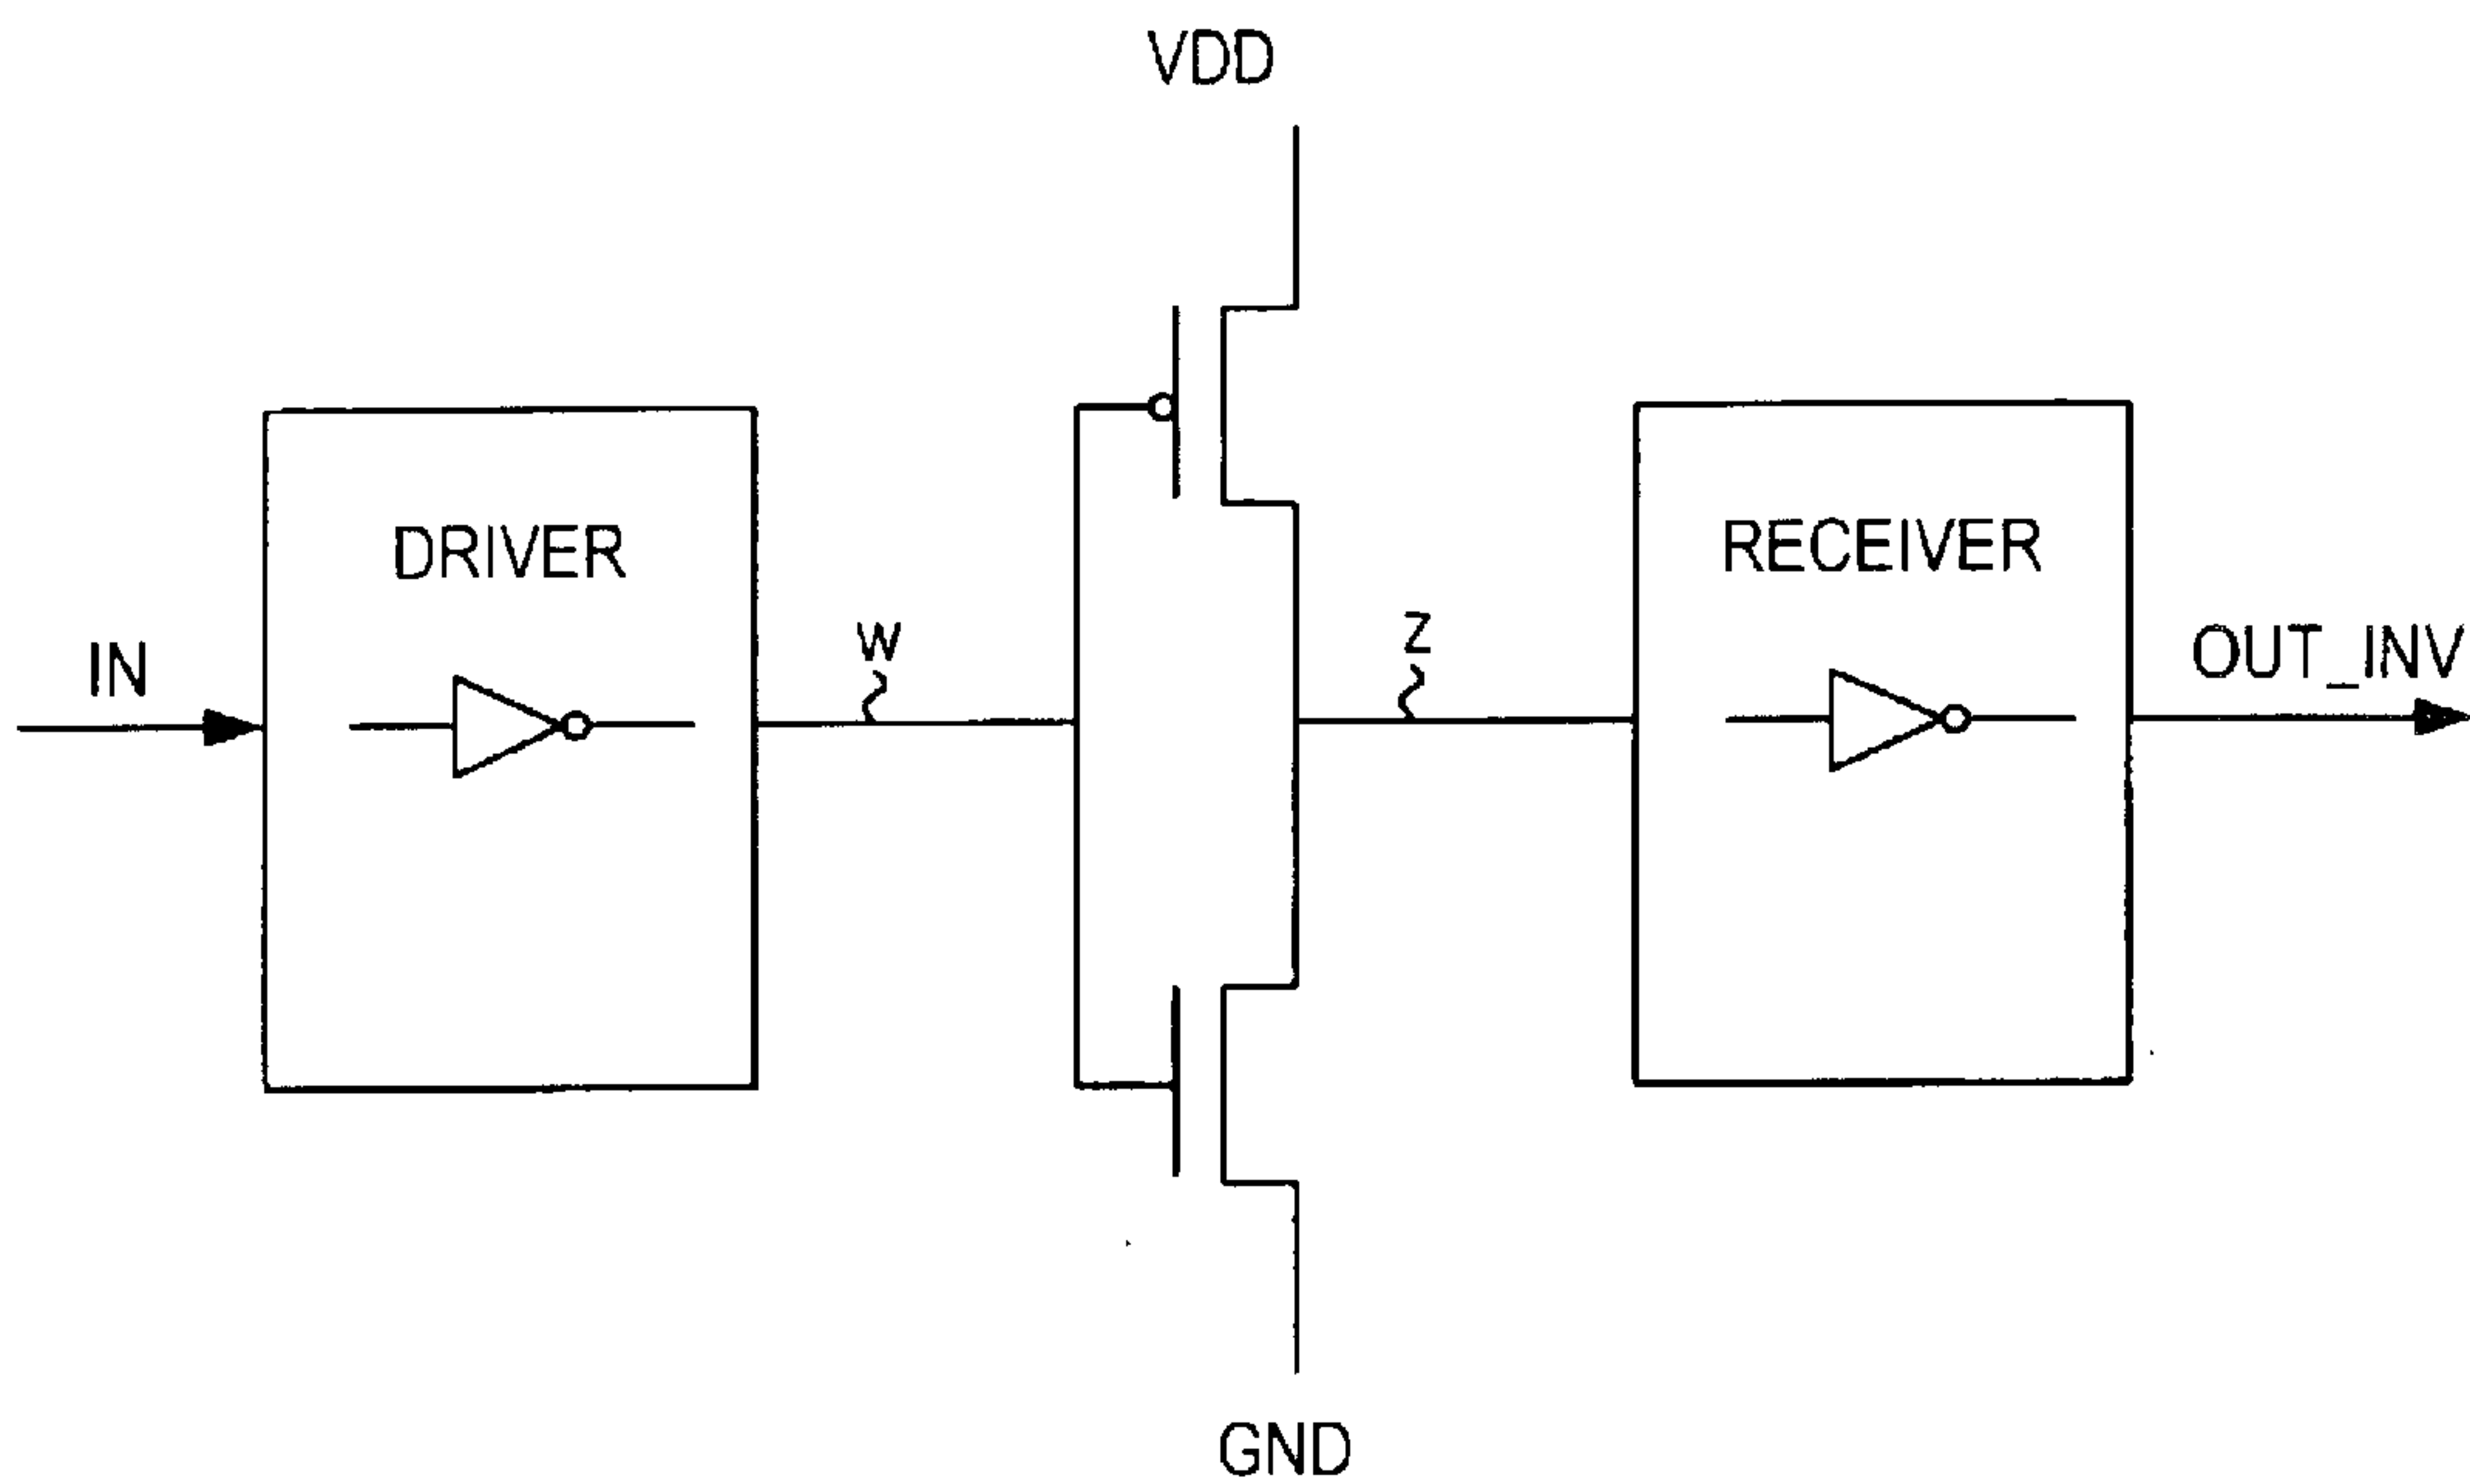 VDD
DRIVER
RECEIVER
IN
W
Z
OUT_INV
GND